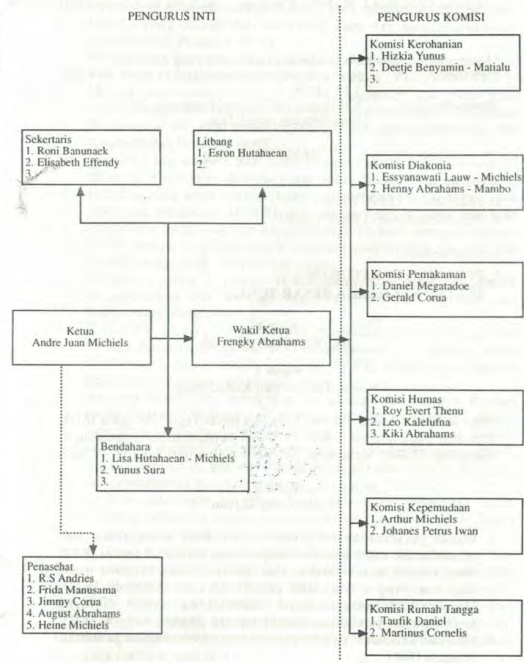 PENGURUS INTI
Sekertaris
1. Roni Banunaek
2. Elisabeth Effendy
3.
Litbang
1. Esron Hutahaean
2.
Ketua
Andre Juan Michiels
Wakil Ketua
Frengky Abrahams
Bendahara
1. Lisa Hutahaean - Michiels
2. Yunus Sura
3.
Penasehat
1. R.S Andries
2. Frida Manusama
3. Jimmy Corua
4. August Abrahams
5. Heine Michiels
PENGURUS KOMISI
Komisi Kerohanian
1. Hizkia Yunus
2. Deetje Benyamin - Matialu
3.
Komisi Diakonia
1. Essyanawati Lauw - Michiels
2. Henny Abrahams - Mambo
Komisi Pemakaman
1. Daniel Megatadoe
2. Gerald Corua
Komisi Humas
1. Roy Evert Thenu
2. Leo Kalelufna
3. Kiki Abrahams
Komisi Kepemudaan
1. Arthur Michiels
2. Johanes Petrus Iwan
Komisi Rumah Tangga
1. Taufik Daniel
2. Martinus Cornelis